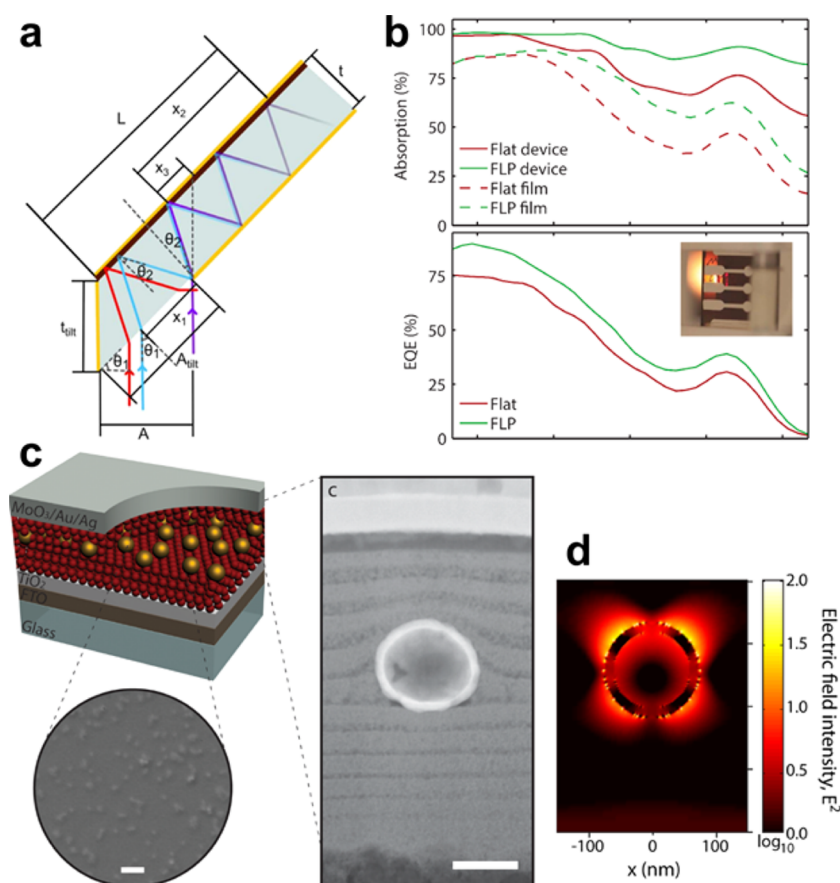 a
L
x2
t
x3
θ2
θ2
ttilt
x1
θ1
θ1
Atilt
A
b
100
75
50
25
0
Absorption (%)
Flat device
FLP device
Flat film
FLP film
75
50
25
0
EQE (%)
Flat
FLP
c
MoO3/Au/Ag
TiO2
FTO
Glass
C
d
2.0
1.5
1.0
0.5
0.0
log10
Electric field intensity, E2
-100
0
100
x (nm)